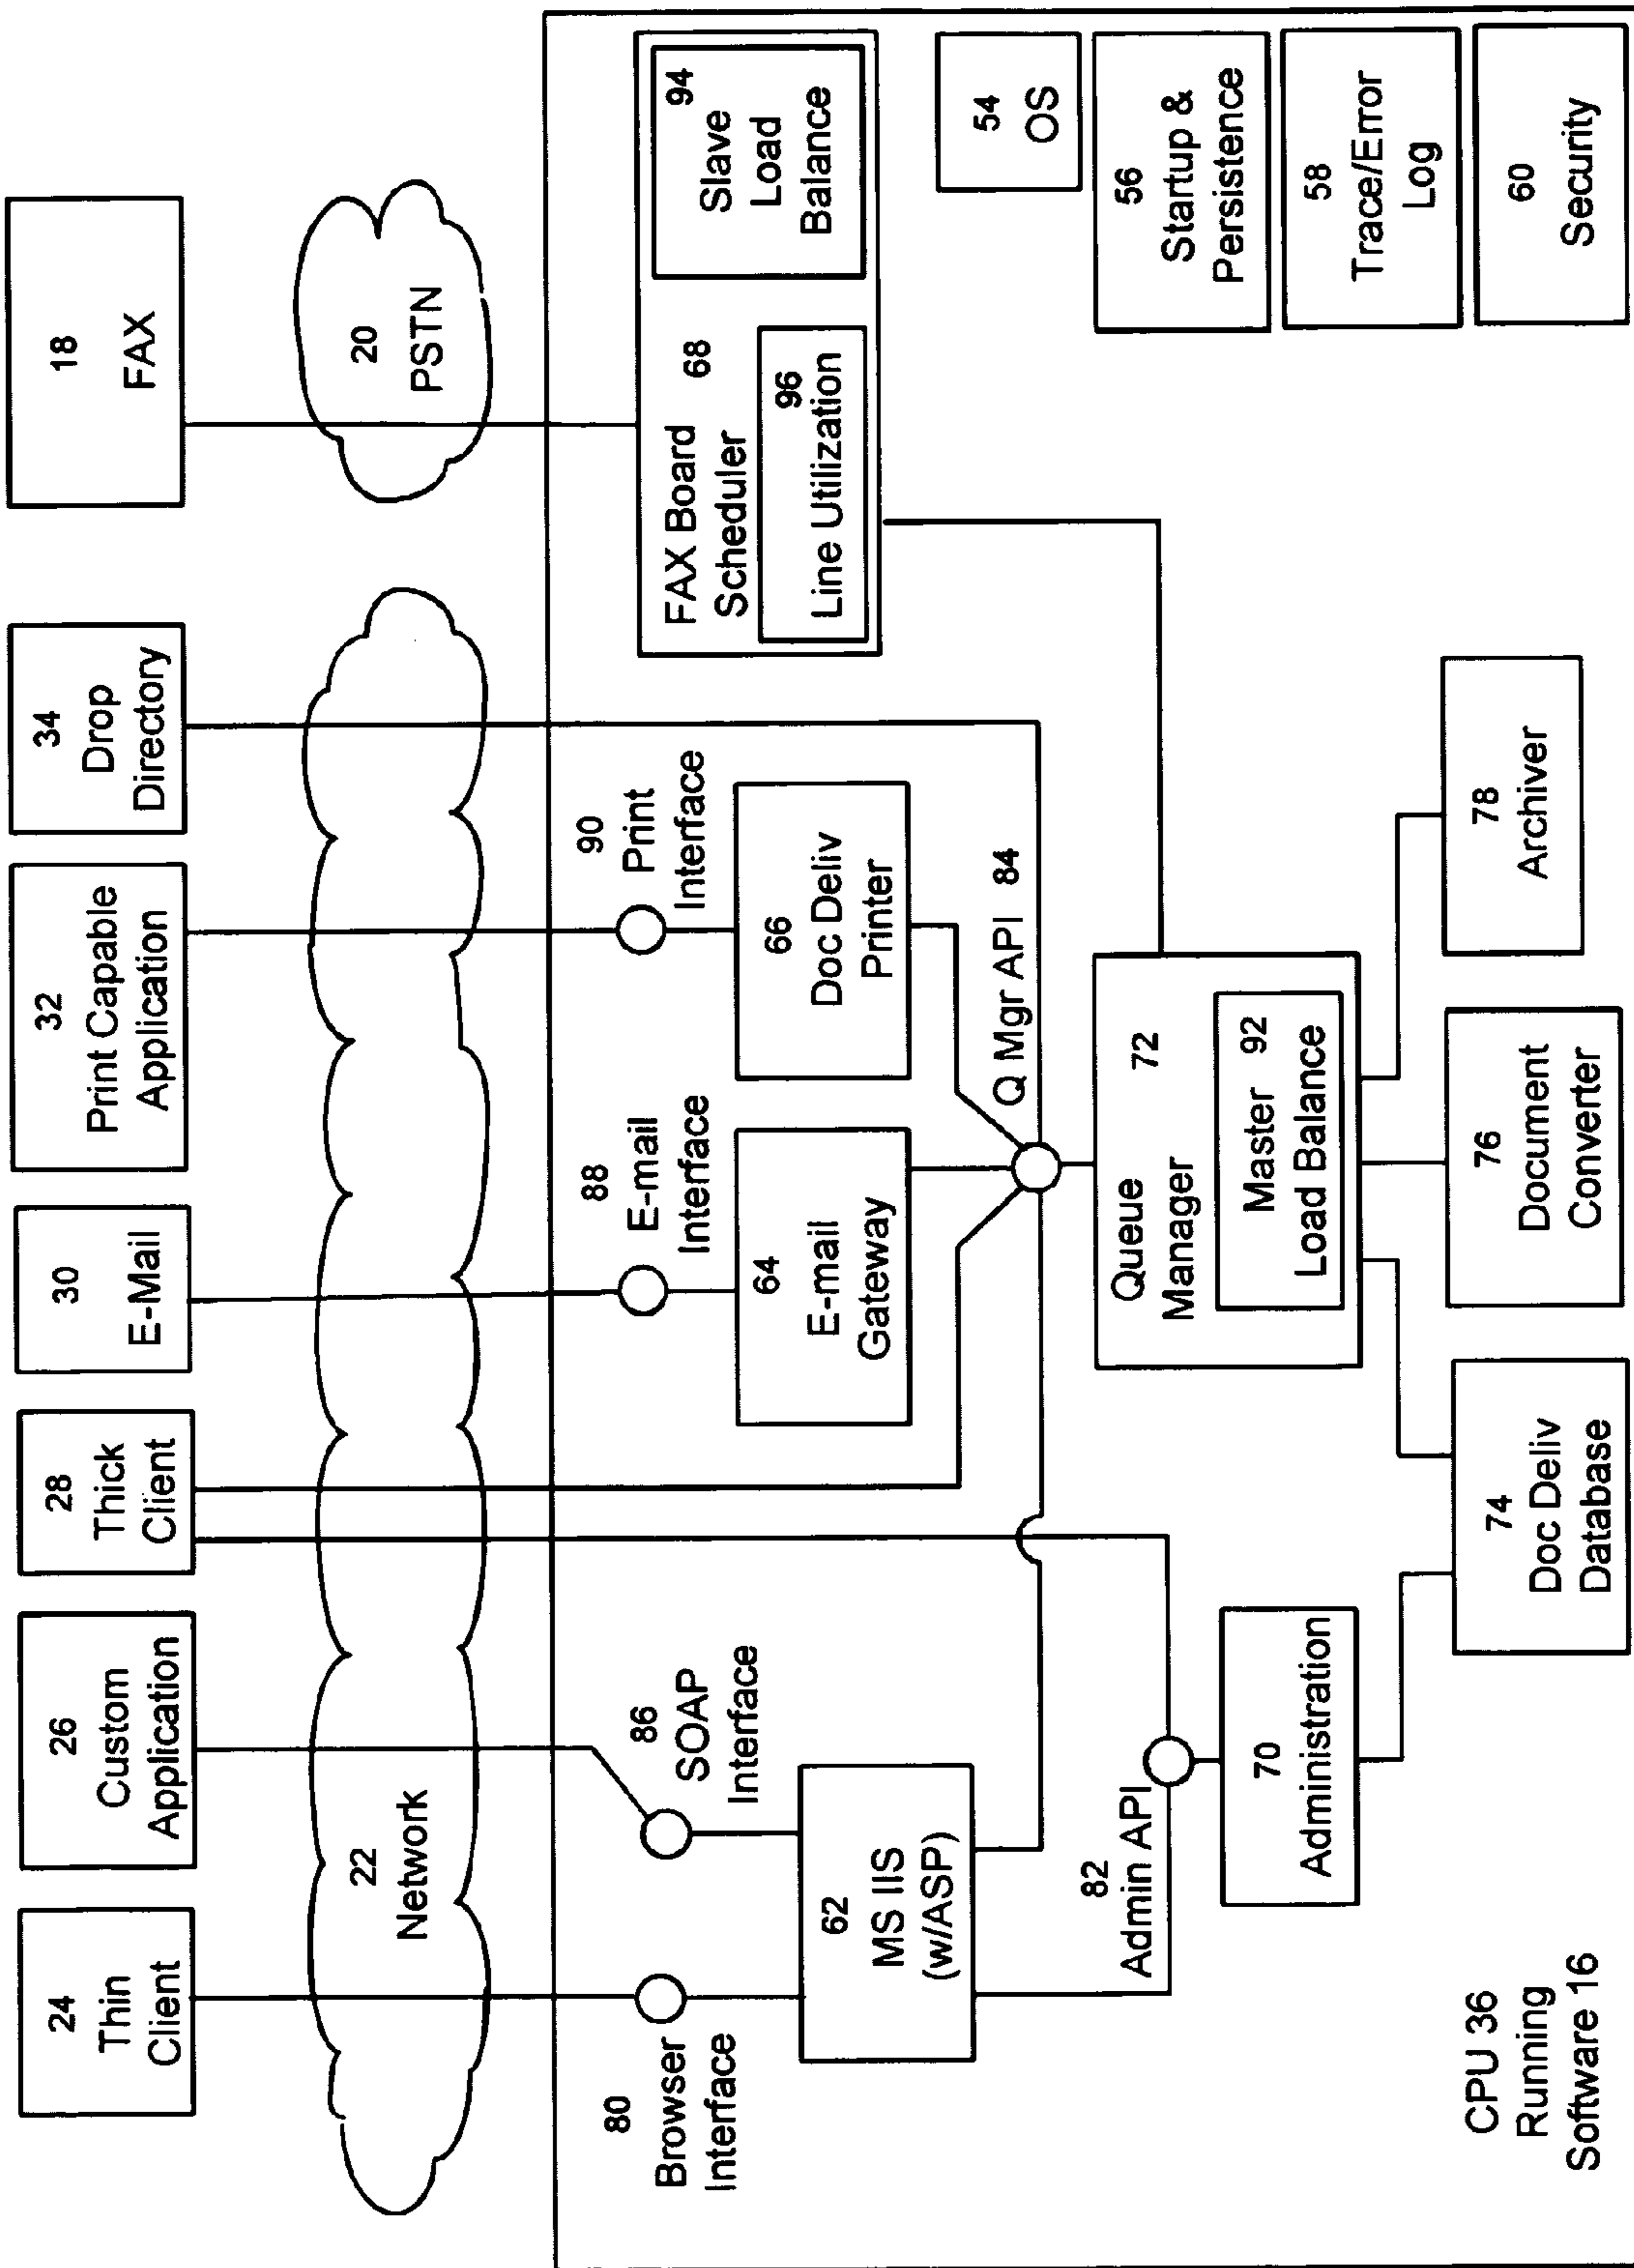 24
Thin
Client
26
Custom
Application
28
Thick
Client
30
E-Mail
32
Print Capable
Application
34
Drop
Directory
18
FAX
22
Network
20
PSTN
80
Browser
Interface
86
SOAP
Interface
88
E-mail
Interface
90
Print
Interface
62
MS IIS
(w/ASP)
64
E-mail
Gateway
66
Doc Deliv
Printer
FAX Board 68
Scheduler
94
Slave
Load
Balance
96
Line Utilization
82
Admin API
Q Mgr API 84
70
Administration
Queue 72
Manager
Master 92
Load Balance
54
OS
56
Startup &
Persistence
58
Trace/Error
Log
60
Security
74
Doc Deliv
Database
76
Document
Converter
78
Archiver
CPU 36
Running
Software 16